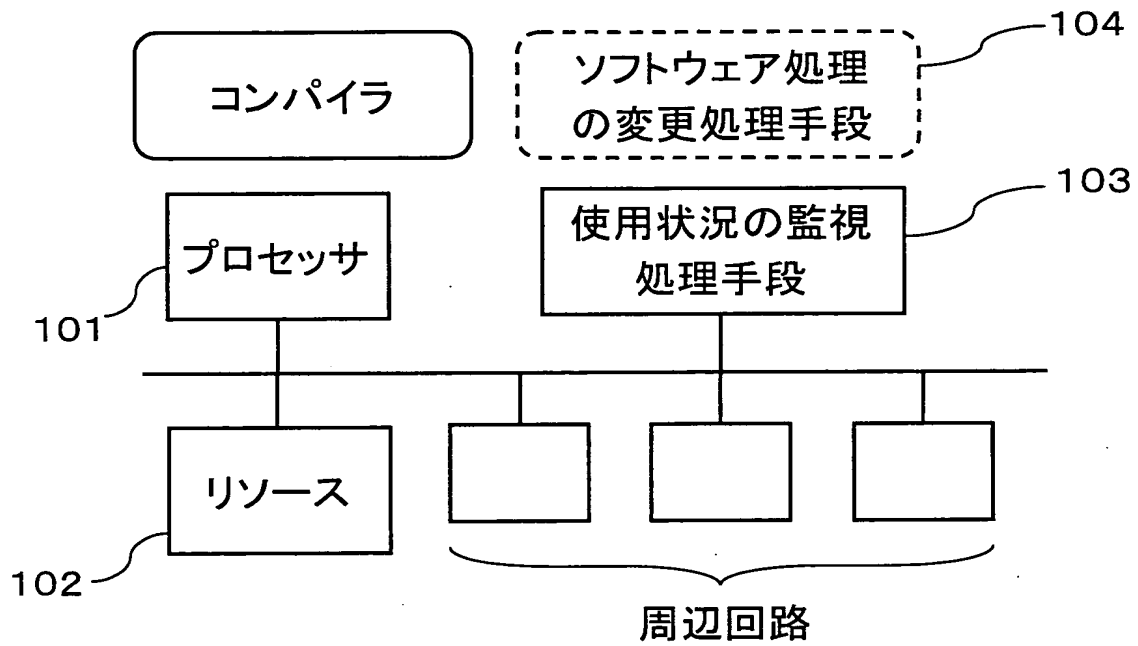 コンパイラ
ソフトウェア処理
の変更処理手段
104
プロセッサ
101
使用状況の監視
処理手段
103
リソース
102
周辺回路